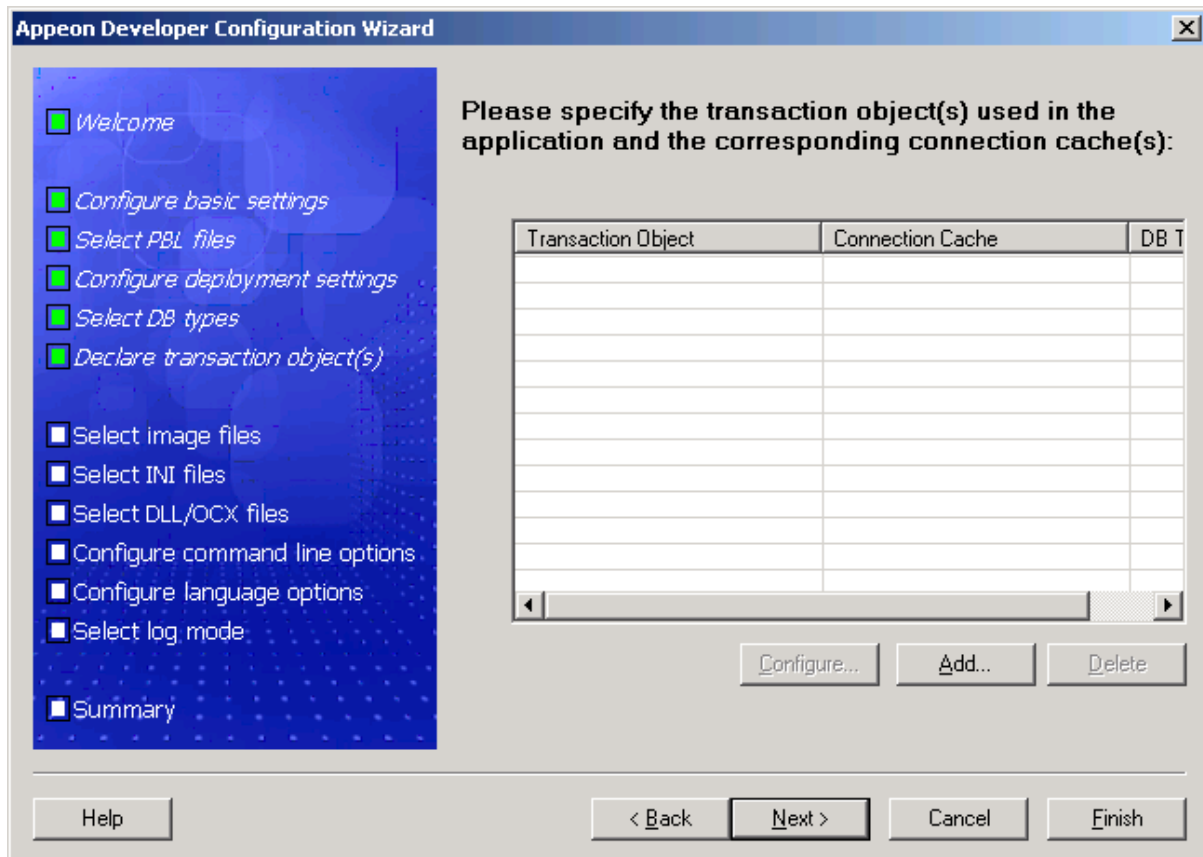 Appeon Developer Configuration Wizard
Welcome
Configure basic settings
Select PBL files
Configure deployment settings
Select DB types
Declare transaction object(s)
Select image files
Select INI files
Select DLL/OCX files
Configure command line options
Configure language options
Select log mode
Summary
Please specify the transaction object(s) used in the
application and the corresponding connection cache(s):
Transaction Object Connection Cache DB T
Configure... Add... Delete
Help < Back Next > Cancel Finish